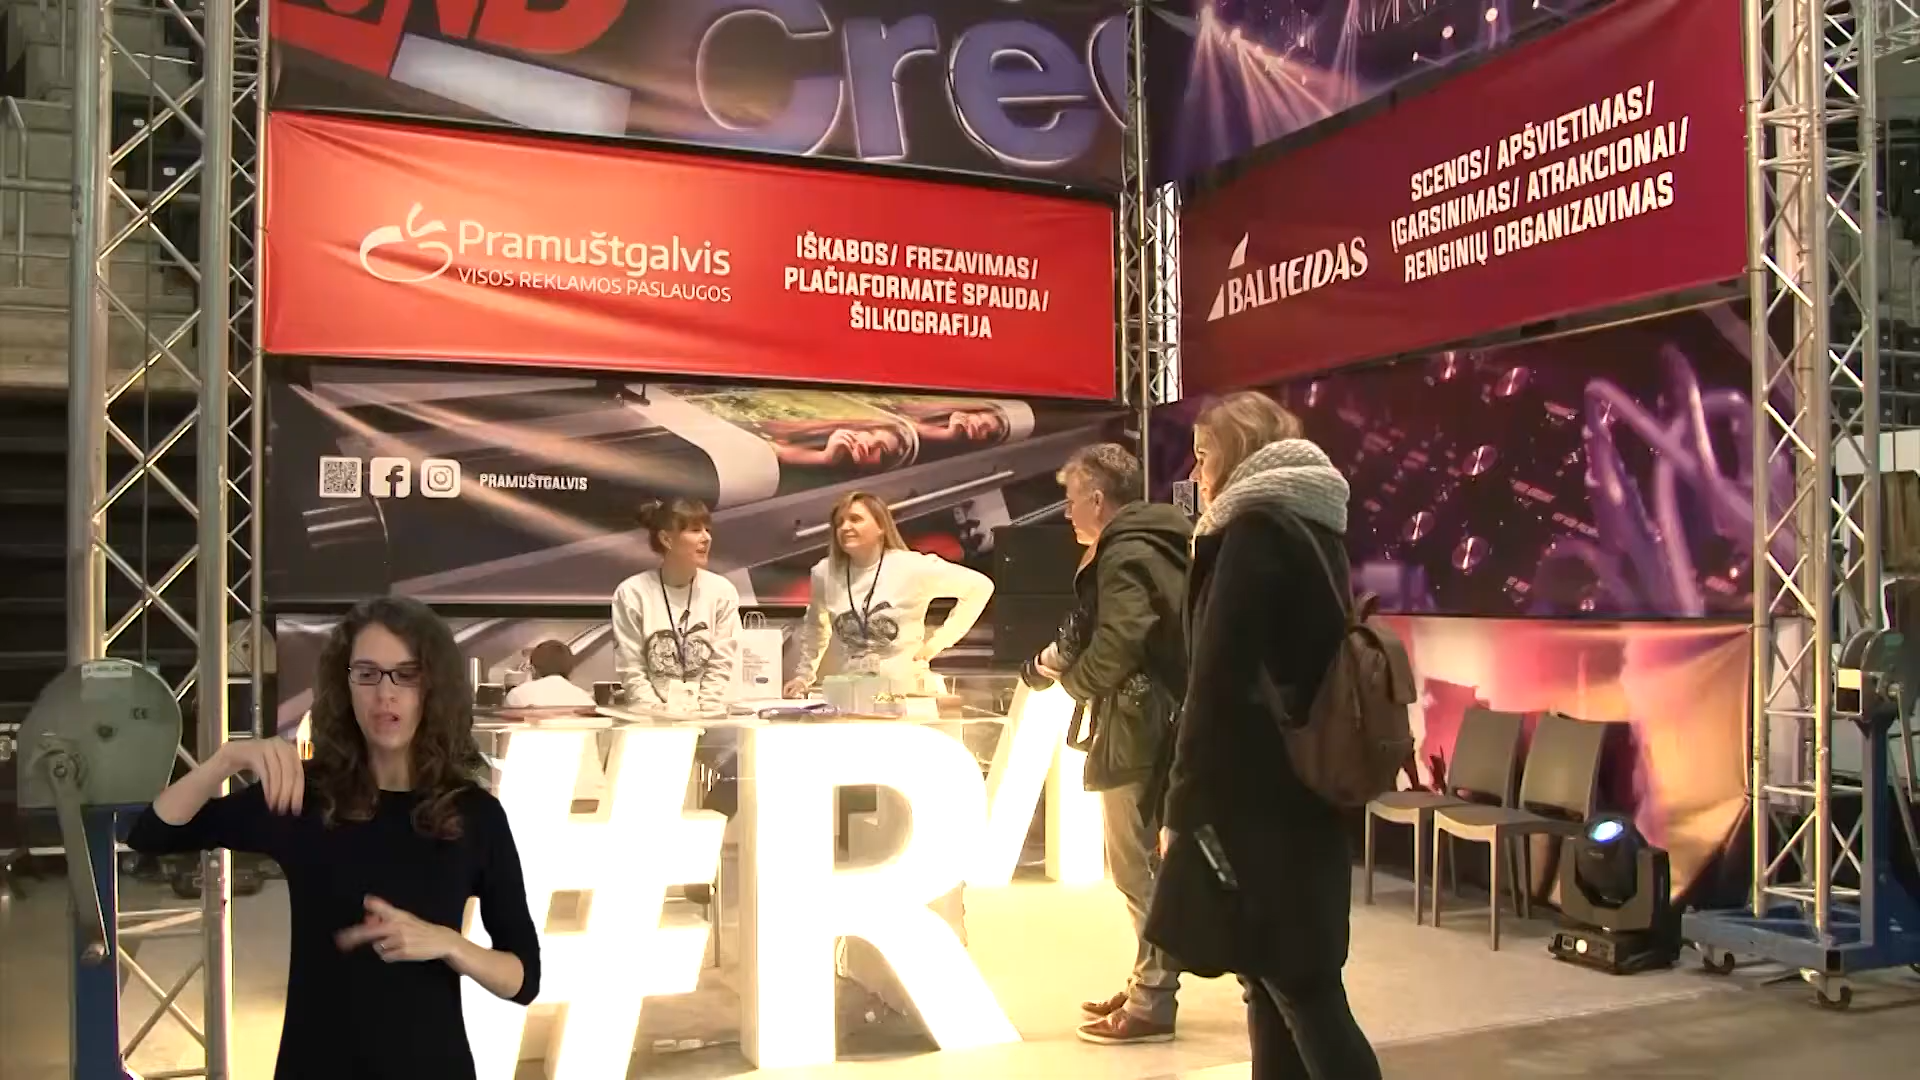 Cre
Pramuštgalvis
VISOS REKLAMOS PASLAUGOS
IŠKABOS/ FREZAVIMAS/
PLAČIAFORMATĖ SPAUDA/
ŠILKOGRAFIJA
BALHEIDAS
SCENOS/ APŠVIETIMAS/
ĮGARSINIMAS/ ATRAKCIONAI/
RENGINIŲ ORGANIZAVIMAS
PRAMUŠTGALVIS
#R